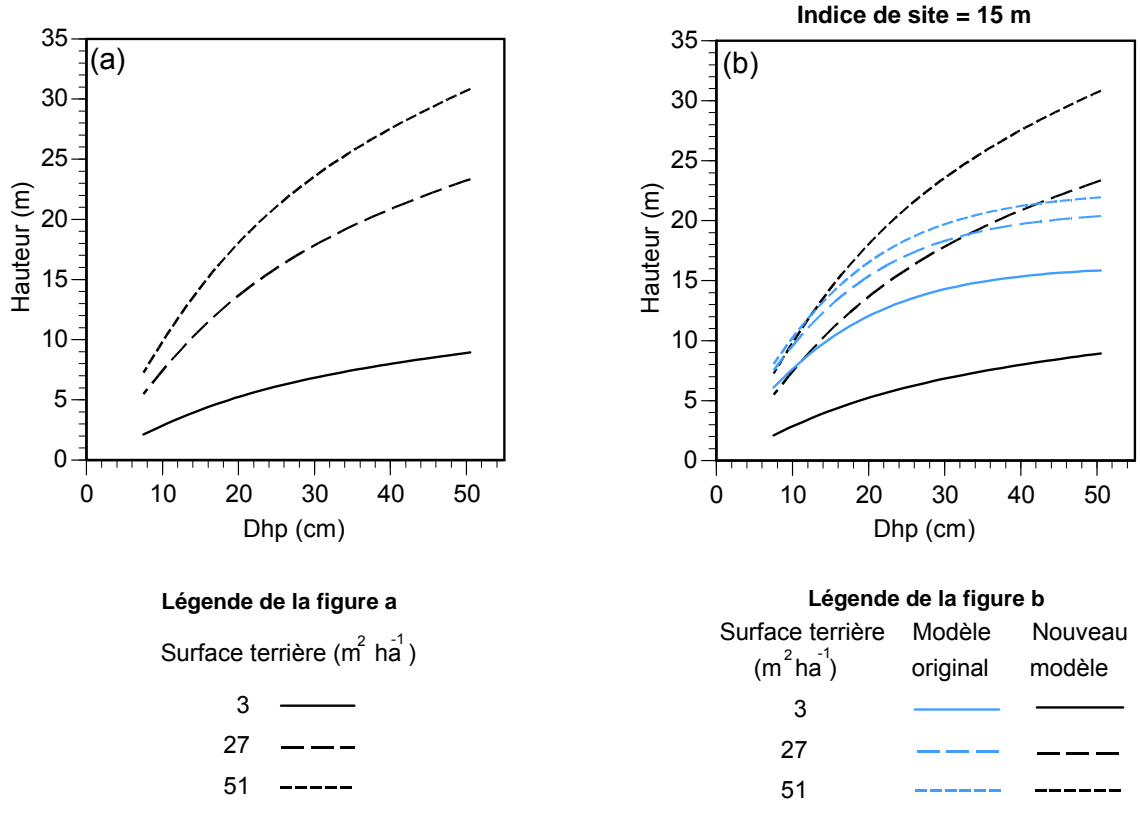 (a)
35
30
25
20
15
10
5
0
Hauteur (m)
0 10 20 30 40 50
Dhp (cm)
Indice de site = 15 m
(b)
35
30
25
20
15
10
5
0
Hauteur (m)
0 10 20 30 40 50
Dhp (cm)
Légende de la figure a
Surface terrière (m² ha⁻¹)
3
27
51
Légende de la figure b
Surface terrière Modèle Nouveau
(m² ha⁻¹) original modèle
3
27
51